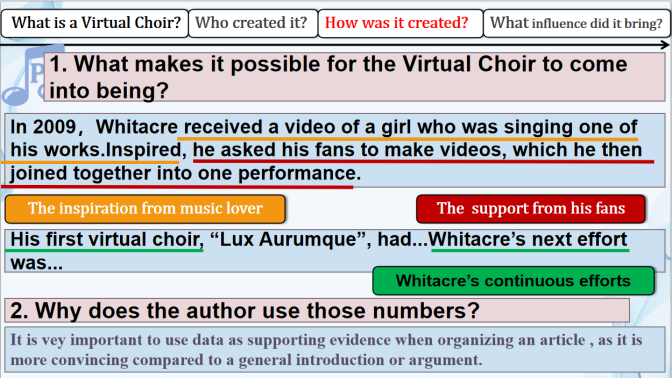 What is a Virtual Choir? Who created it? How was it created? What influence did it bring?
1. What makes it possible for the Virtual Choir to come
into being?
In 2009，Whitacre received a video of a girl who was singing one of
his works.Inspired, he asked his fans to make videos, which he then
joined together into one performance.
The inspiration from music lover
The support from his fans
His first virtual choir, “Lux Aurumque”, had...Whitacre’s next effort
was...
Whitacre’s continuous efforts
2. Why does the author use those numbers?
It is vey important to use data as supporting evidence when organizing an article , as it is
more convincing compared to a general introduction or argument.